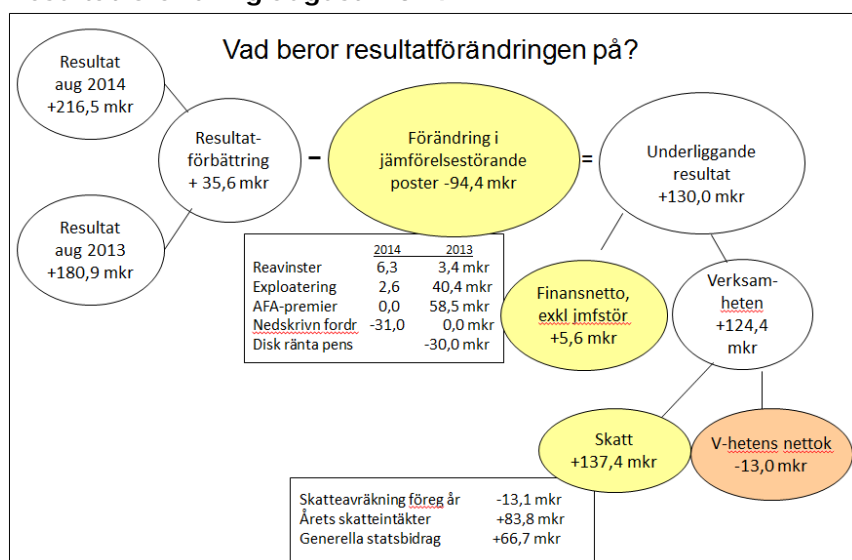 Vad beror resultatförändringen på?
Resultat
aug 2014
+216,5 mkr
Resultat-
förbättring
+ 35,6 mkr
–
Förändring i
jämförelsestörande
poster -94,4 mkr
=
Underliggande
resultat
+130,0 mkr
Resultat
aug 2013
+180,9 mkr
2014 2013
Reavinster 6,3 3,4 mkr
Exploatering 2,6 40,4 mkr
AFA-premier 0,0 58,5 mkr
Nedskrivn fordr -31,0 0,0 mkr
Disk ränta pens -30,0 mkr
Finansnetto,
exkl jmfstör
+5,6 mkr
Verksam-
heten
+124,4
mkr
Skatt
+137,4 mkr
V-hetens nettok
-13,0 mkr
Skatteavräkning föreg år -13,1 mkr
Årets skatteintäkter +83,8 mkr
Generella statsbidrag +66,7 mkr